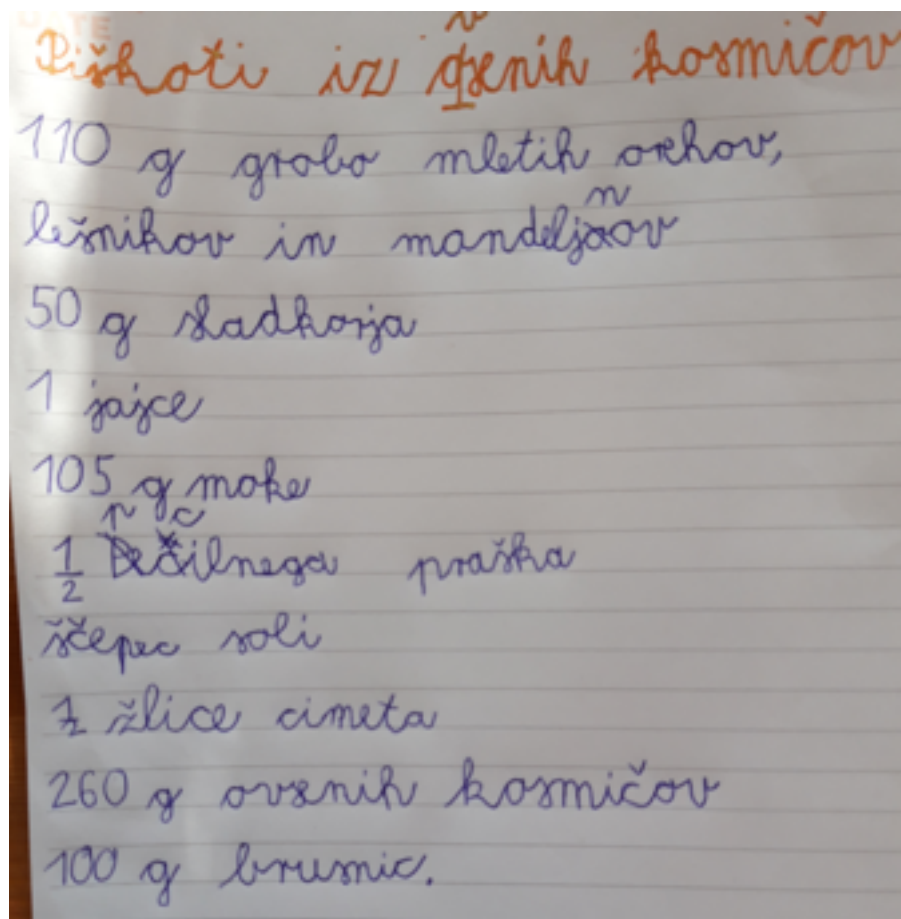 Piškoti iz ovsenih kosmičov
110 g grobo mletih orehov,
lešnikov in mandeljnov
50 g sladkorja
1 jajce
105 g moke
1/2 pecilnega praška
ščepec soli
1/2 žlice cimeta
260 g ovsenih kosmičov
100 g brusnic.